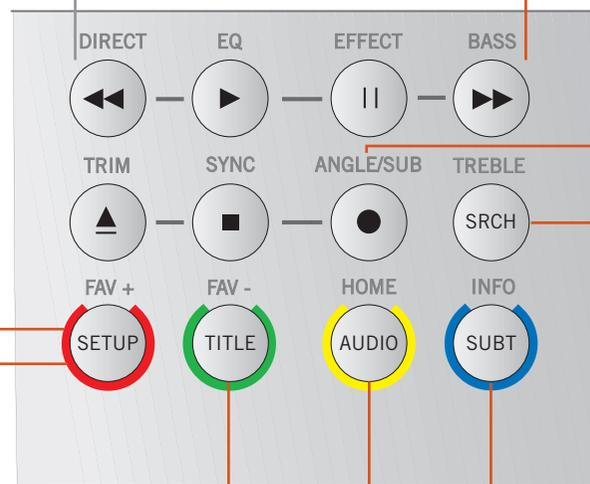 DIRECT EQ EFFECT BASS
TRIM SYNC ANGLE/SUB TREBLE
SRCH
FAV + FAV - HOME INFO
SETUP TITLE AUDIO SUBT